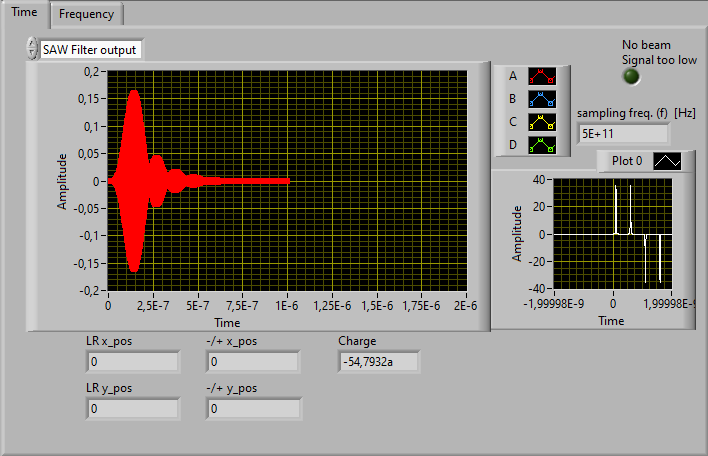 Time Frequency
SAW Filter output
No beam
Signal too low
A
B
C
D
sampling freq. (f) [Hz]
5E+11
Plot 0
Amplitude
0,2
0,15
0,1
0,05
0
-0,05
-0,1
-0,15
-0,2
0 2,5E-7 5E-7 7,5E-7 1E-6 1,25E-6 1,5E-6 1,75E-6 2E-6
Time
Amplitude
40
20
0
-20
-40
-1,99998E-9 0 1,99998E-9
Time
LR x_pos -/+ x_pos Charge
0 0 -54,7932a
LR y_pos -/+ y_pos
0 0